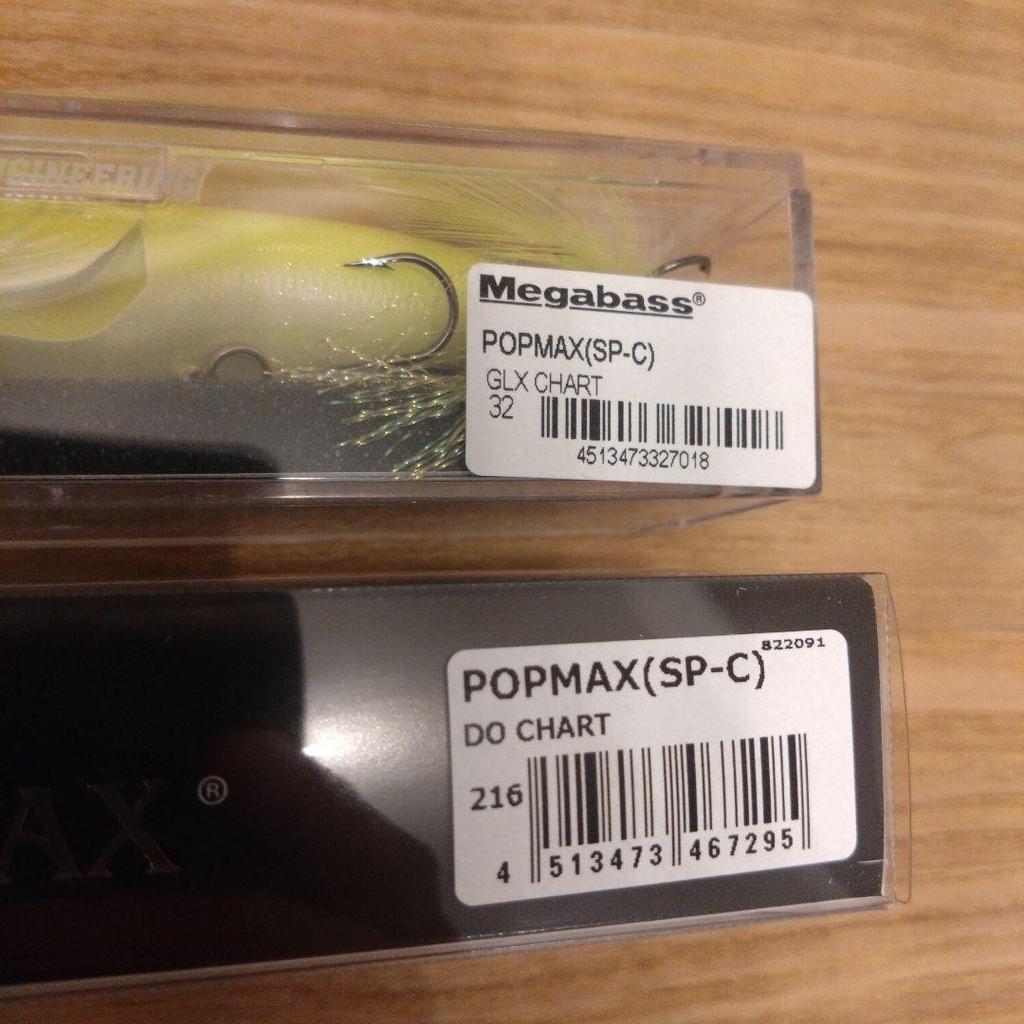 Megabass®
POPMAX(SP-C)
GLX CHART
32
4513473327018
822091
POPMAX(SP-C)
DO CHART
216
4 513473 467295
AX®